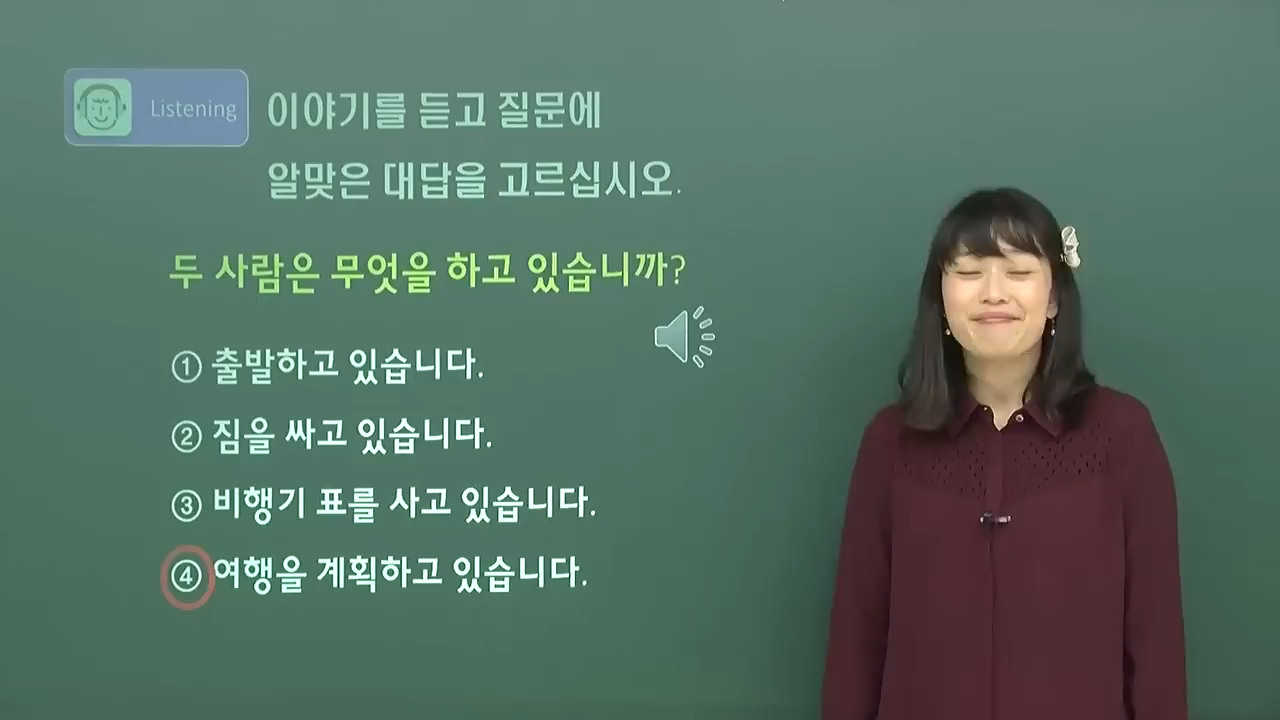 Listening
이야기를 듣고 질문에
알맞은 대답을 고르십시오.
두 사람은 무엇을 하고 있습니까?
① 출발하고 있습니다.
② 짐을 싸고 있습니다.
③ 비행기 표를 사고 있습니다.
④ 여행을 계획하고 있습니다.